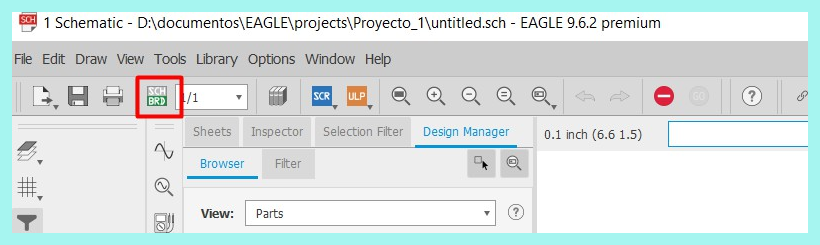 SCH
1 Schematic - D:\documentos\EAGLE\projects\Proyecto_1\untitled.sch - EAGLE 9.6.2 premium
File Edit Draw View Tools Library Options Window Help
SCH
BRD
1/1
SCR
ULP
GO
Sheets Inspector Selection Filter Design Manager
0.1 inch (6.6 1.5)
Browser Filter
View: Parts